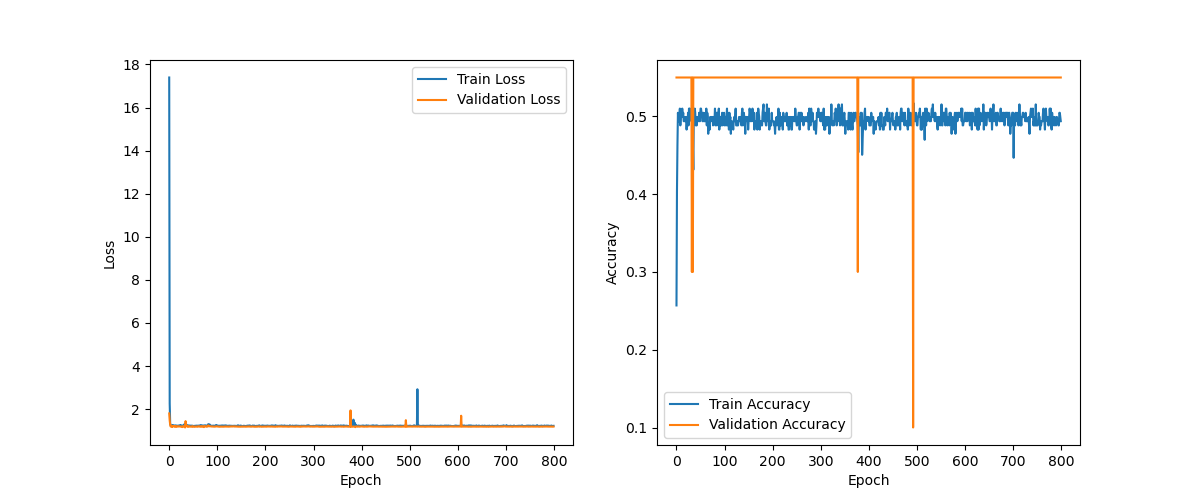 18
16
14
12
10
8
6
4
2
Loss
0 100 200 300 400 500 600 700 800
Epoch
Train Loss
Validation Loss
0.5
0.4
0.3
0.2
0.1
Accuracy
0 100 200 300 400 500 600 700 800
Epoch
Train Accuracy
Validation Accuracy